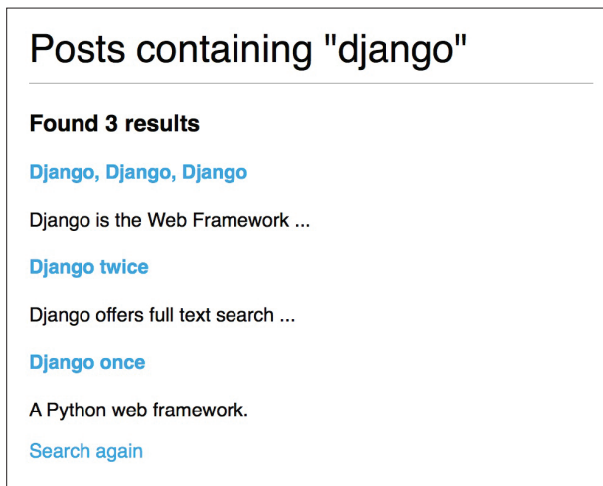 Posts containing "django"
Found 3 results
Django, Django, Django
Django is the Web Framework ...
Django twice
Django offers full text search ...
Django once
A Python web framework.
Search again